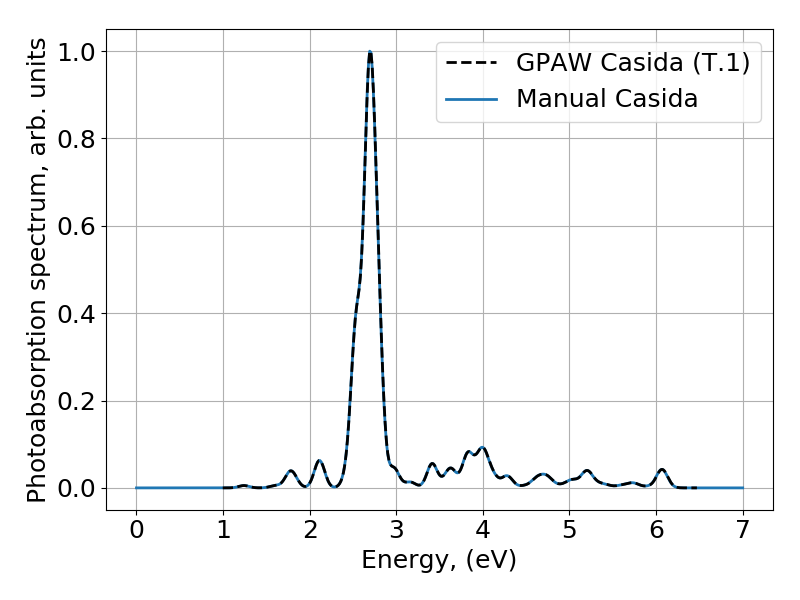 GPAW Casida (T.1)
Manual Casida
Photoabsorption spectrum, arb. units
1.0
0.8
0.6
0.4
0.2
0.0
0 1 2 3 4 5 6 7
Energy, (eV)